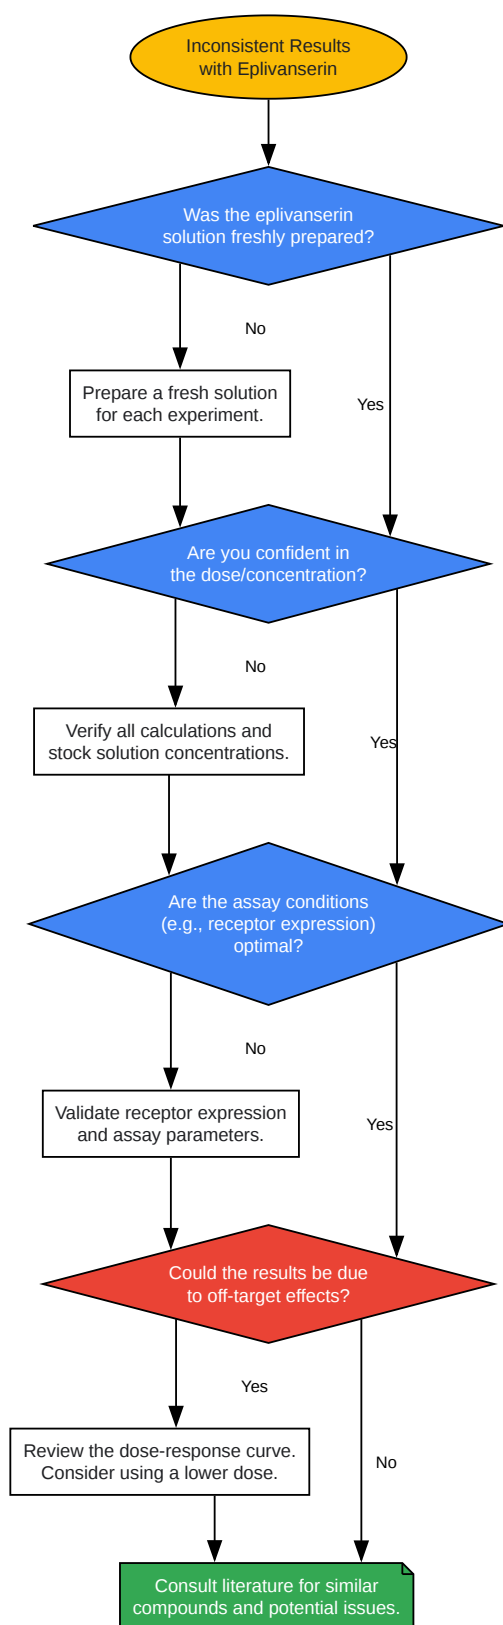 Inconsistent Results
with Eplivanserin
Was the eplivanserin
solution freshly prepared?
No
Prepare a fresh solution
for each experiment.
Yes
Are you confident in
the dose/concentration?
No
Verify all calculations and
stock solution concentrations.
Yes
Are the assay conditions
(e.g., receptor expression)
optimal?
No
Validate receptor expression
and assay parameters.
Yes
Could the results be due
to off-target effects?
Yes
Review the dose-response curve.
Consider using a lower dose.
No
Consult literature for similar
compounds and potential issues.